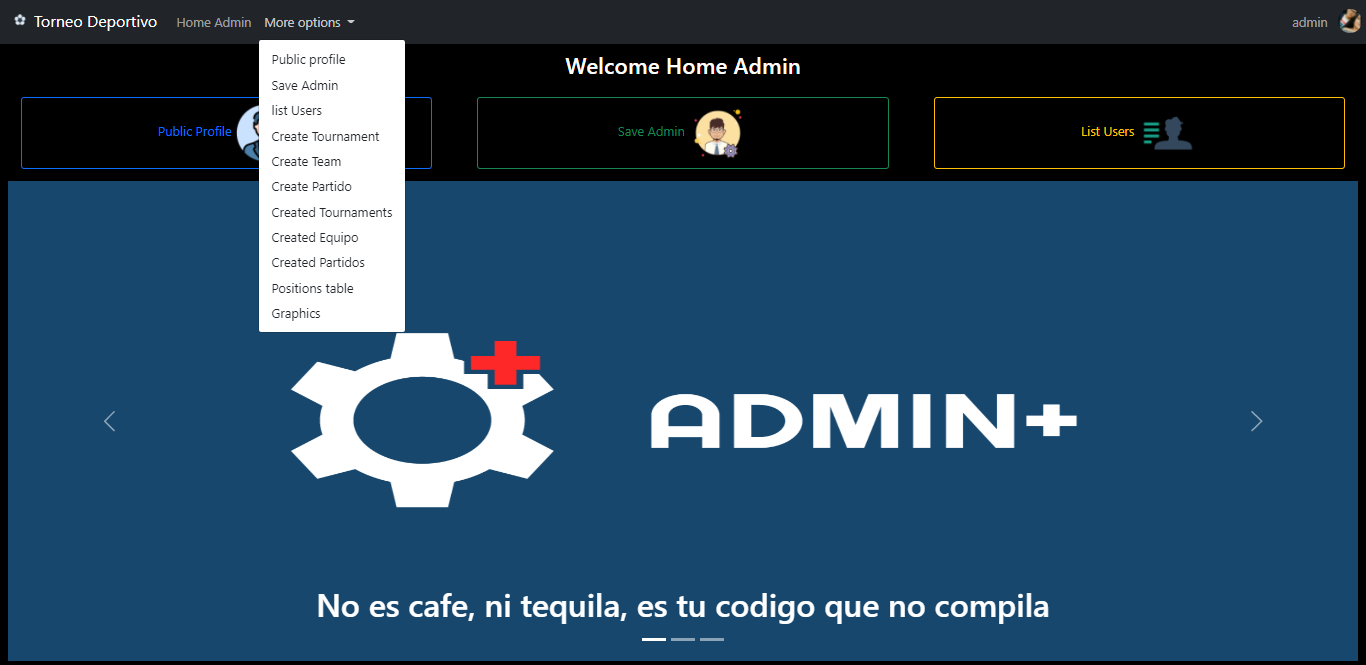 Torneo Deportivo Home Admin More options admin
Public profile
Save Admin
list Users
Create Tournament
Create Team
Create Partido
Created Tournaments
Created Equipo
Created Partidos
Positions table
Graphics
Welcome Home Admin
Public Profile Save Admin List Users
ADMIN+
No es cafe, ni tequila, es tu codigo que no compila